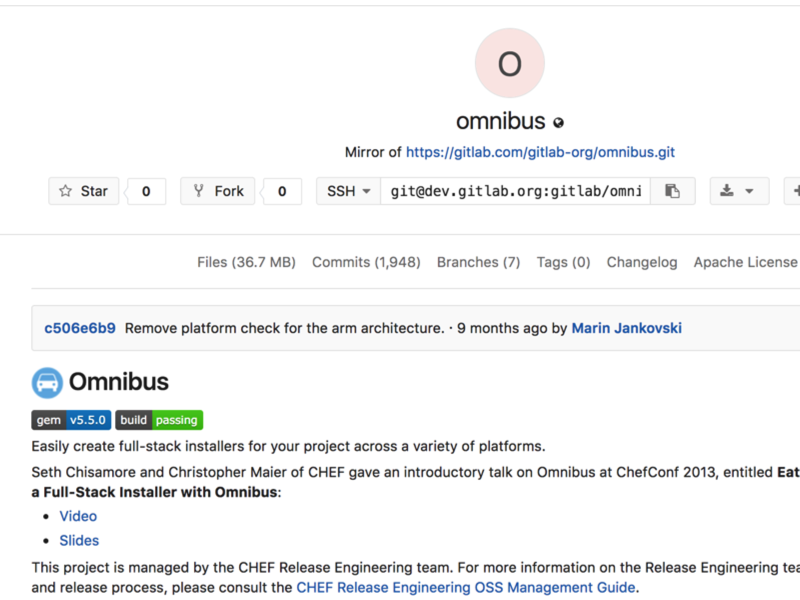 O
omnibus
Mirror of https://gitlab.com/gitlab-org/omnibus.git
Star 0 Fork 0 SSH git@dev.gitlab.org:gitlab/omni
Files (36.7 MB) Commits (1,948) Branches (7) Tags (0) Changelog Apache License
c506e6b9 Remove platform check for the arm architecture. · 9 months ago by Marin Jankovski
Omnibus
gem v5.5.0 build passing
Easily create full-stack installers for your project across a variety of platforms.
Seth Chisamore and Christopher Maier of CHEF gave an introductory talk on Omnibus at ChefConf 2013, entitled Eat
a Full-Stack Installer with Omnibus:
• Video
• Slides
This project is managed by the CHEF Release Engineering team. For more information on the Release Engineering tea
and release process, please consult the CHEF Release Engineering OSS Management Guide.